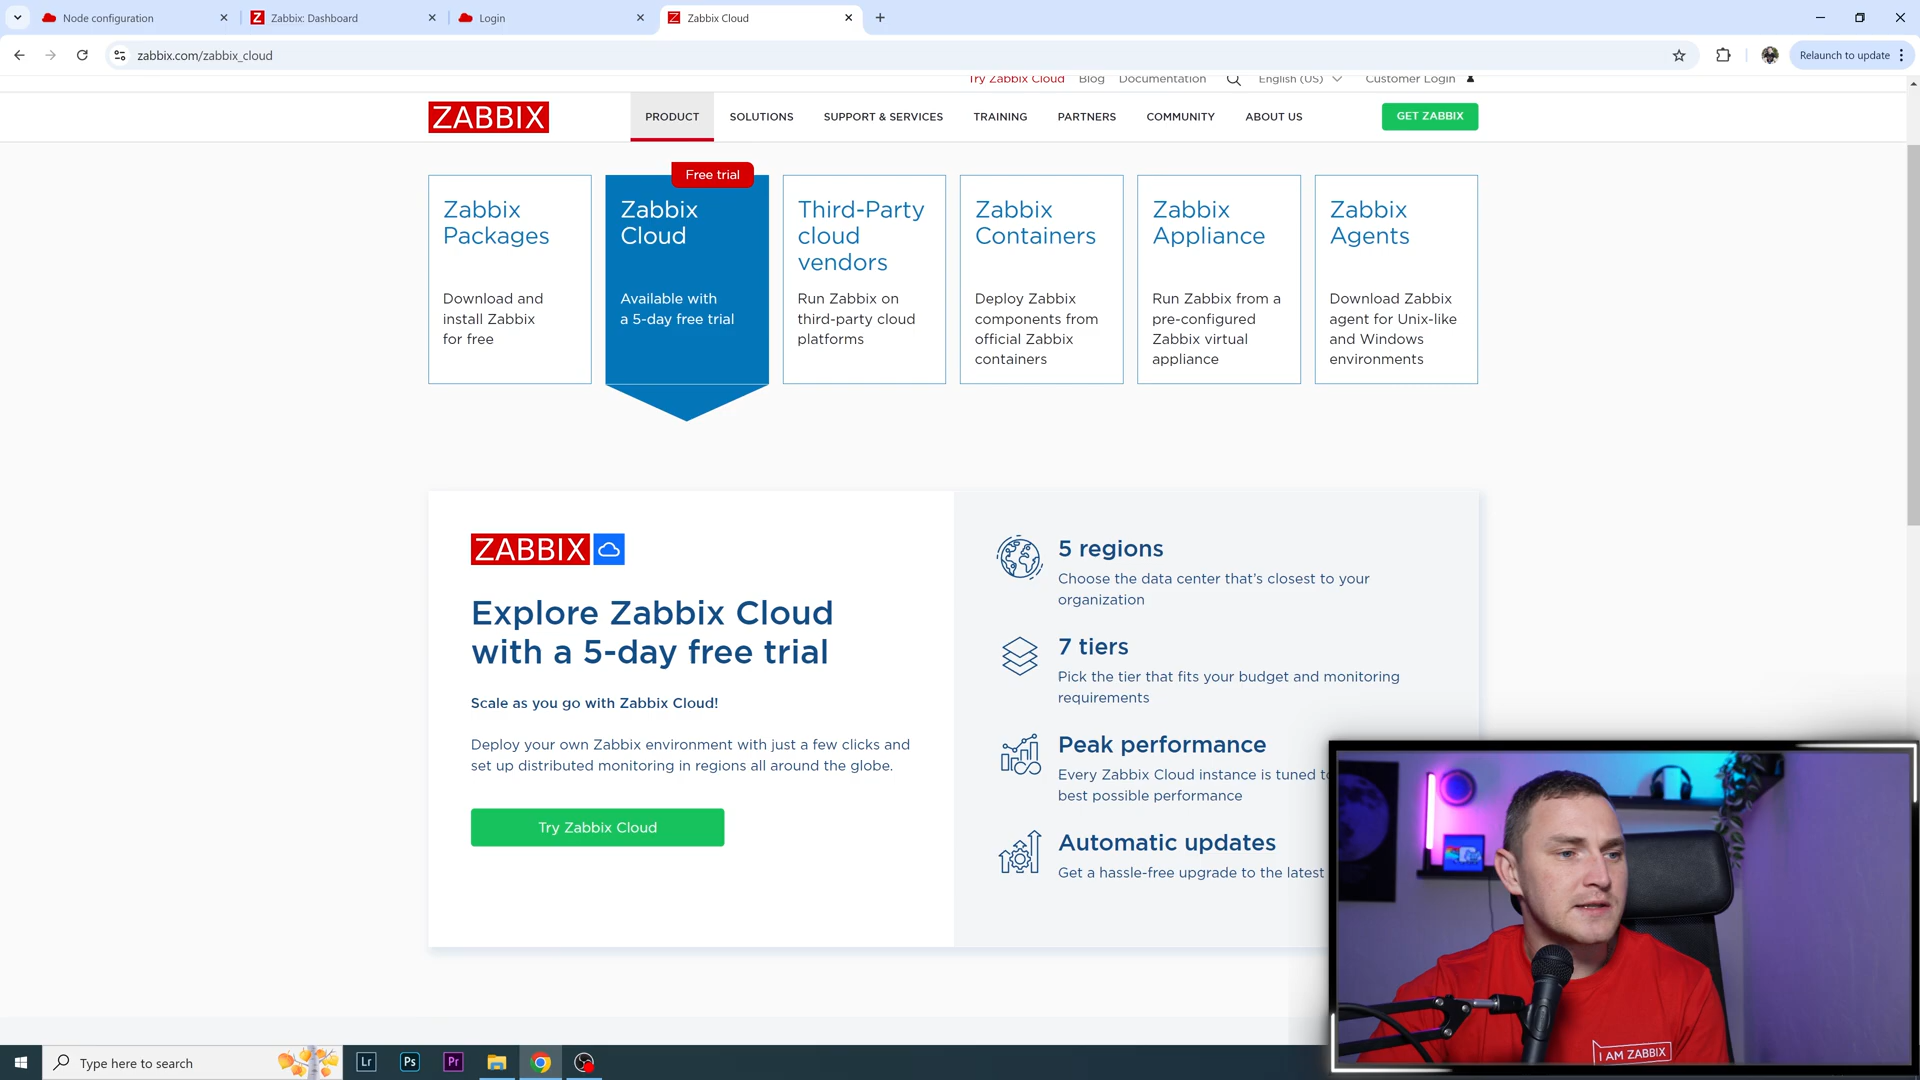 Node configuration
Zabbix: Dashboard
Login
Zabbix Cloud
zabbix.com/zabbix_cloud
Relaunch to update
Try Zabbix Cloud
Blog
Documentation
English (US)
Customer Login
ZABBIX
PRODUCT
SOLUTIONS
SUPPORT & SERVICES
TRAINING
PARTNERS
COMMUNITY
ABOUT US
GET ZABBIX
Free trial
Zabbix
Packages
Download and
install Zabbix
for free
Zabbix
Cloud
Available with
a 5-day free trial
Third-Party
cloud
vendors
Run Zabbix on
third-party cloud
platforms
Zabbix
Containers
Deploy Zabbix
components from
official Zabbix
containers
Zabbix
Appliance
Run Zabbix from a
pre-configured
Zabbix virtual
appliance
Zabbix
Agents
Download Zabbix
agent for Unix-like
and Windows
environments
ZABBIX
Explore Zabbix Cloud
with a 5-day free trial
Scale as you go with Zabbix Cloud!
Deploy your own Zabbix environment with just a few clicks and
set up distributed monitoring in regions all around the globe.
Try Zabbix Cloud
5 regions
Choose the data center that's closest to your
organization
7 tiers
Pick the tier that fits your budget and monitoring
requirements
Peak performance
Every Zabbix Cloud instance is tuned
best possible performance
Automatic updates
Get a hassle-free upgrade to the latest
I AM ZABBIX
Type here to search
Lr
Ps
Pr